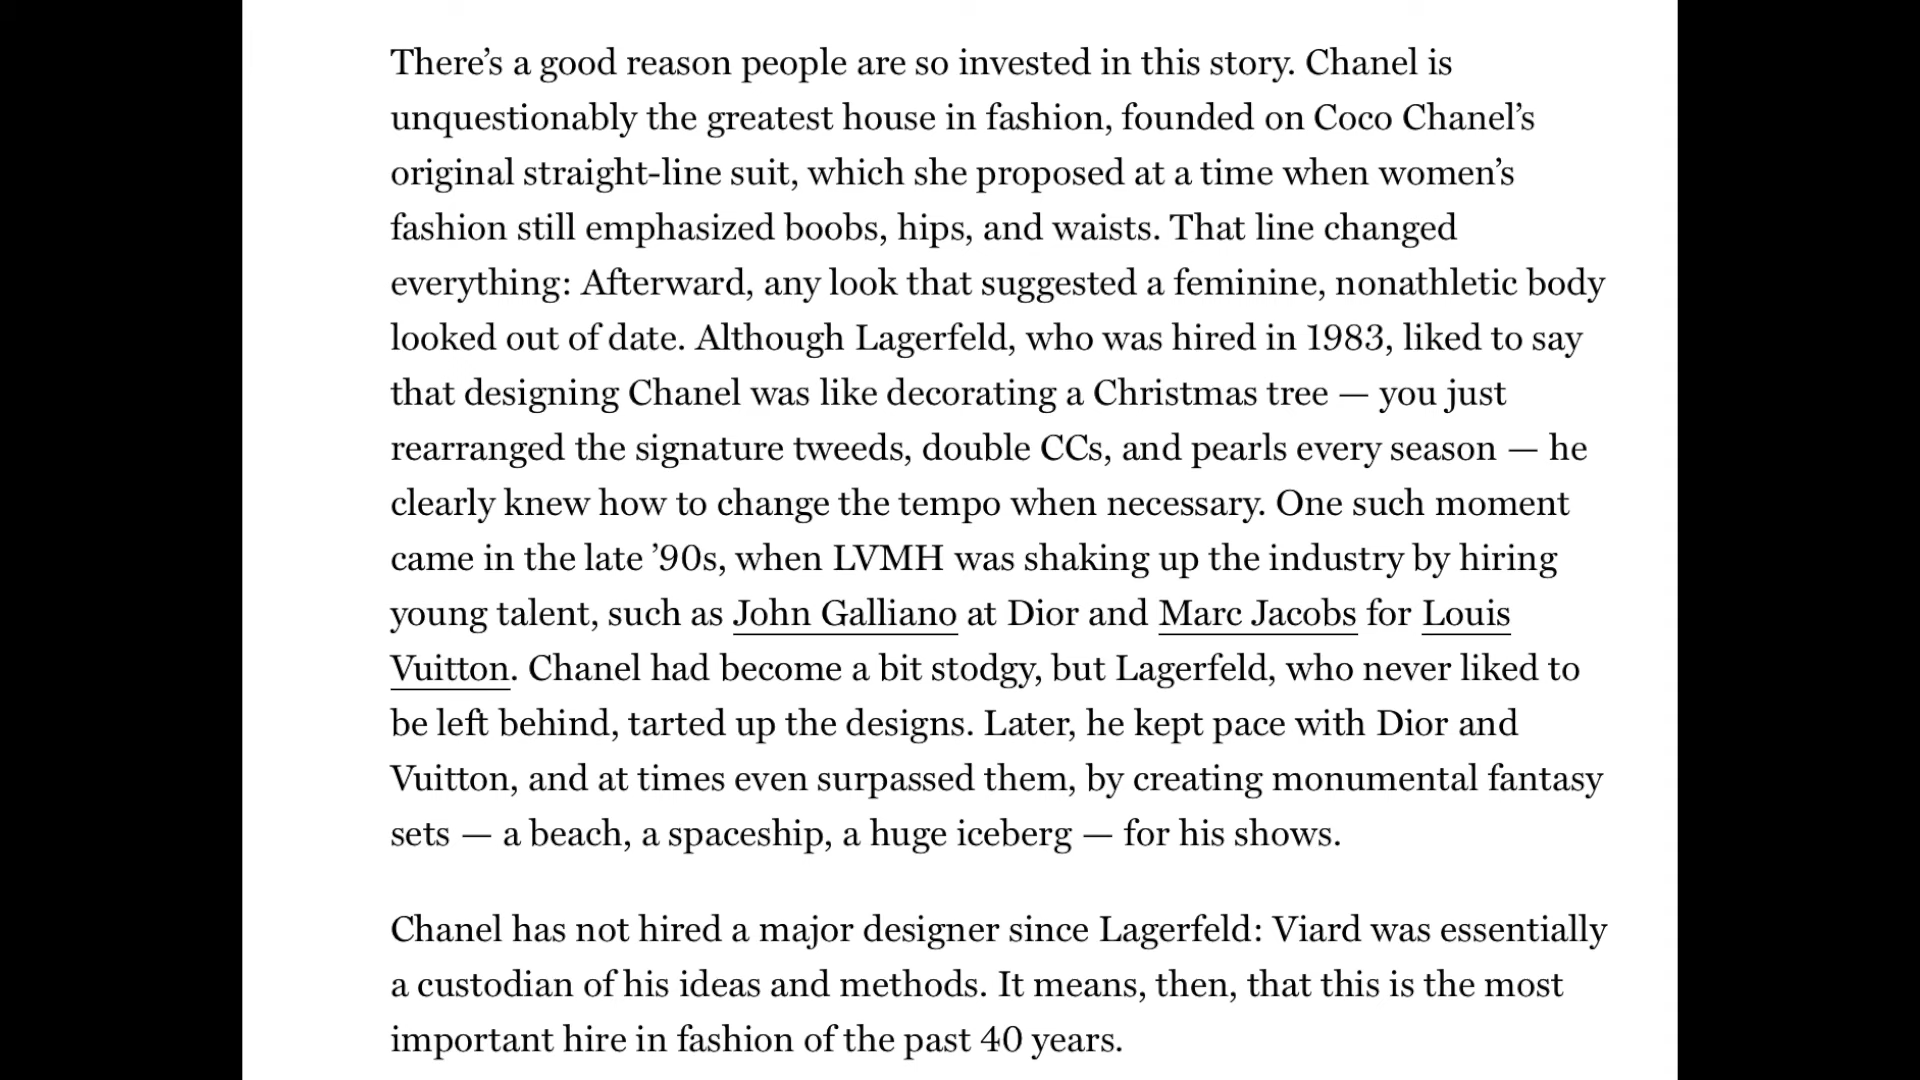 There’s a good reason people are so invested in this story. Chanel is
unquestionably the greatest house in fashion, founded on Coco Chanel’s
original straight-line suit, which she proposed at a time when women’s
fashion still emphasized boobs, hips, and waists. That line changed
everything: Afterward, any look that suggested a feminine, nonathletic body
looked out of date. Although Lagerfeld, who was hired in 1983, liked to say
that designing Chanel was like decorating a Christmas tree — you just
rearranged the signature tweeds, double CCs, and pearls every season — he
clearly knew how to change the tempo when necessary. One such moment
came in the late ’90s, when LVMH was shaking up the industry by hiring
young talent, such as John Galliano at Dior and Marc Jacobs for Louis
Vuitton. Chanel had become a bit stodgy, but Lagerfeld, who never liked to
be left behind, tarted up the designs. Later, he kept pace with Dior and
Vuitton, and at times even surpassed them, by creating monumental fantasy
sets — a beach, a spaceship, a huge iceberg — for his shows.
Chanel has not hired a major designer since Lagerfeld: Viard was essentially
a custodian of his ideas and methods. It means, then, that this is the most
important hire in fashion of the past 40 years.